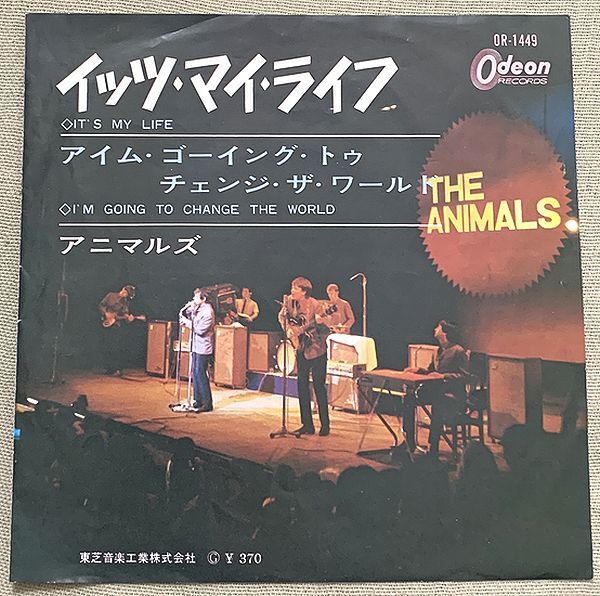 OR-1449
Odeon
RECORDS
イッツ・マイ・ライフ
◇IT'S MY LIFE
アイム・ゴーイング・トゥ
チェンジ・ザ・ワールド
◇I'M GOING TO CHANGE THE WORLD
THE
ANIMALS
アニマルズ
東芝音楽工業株式会社 Ⓖ ¥370